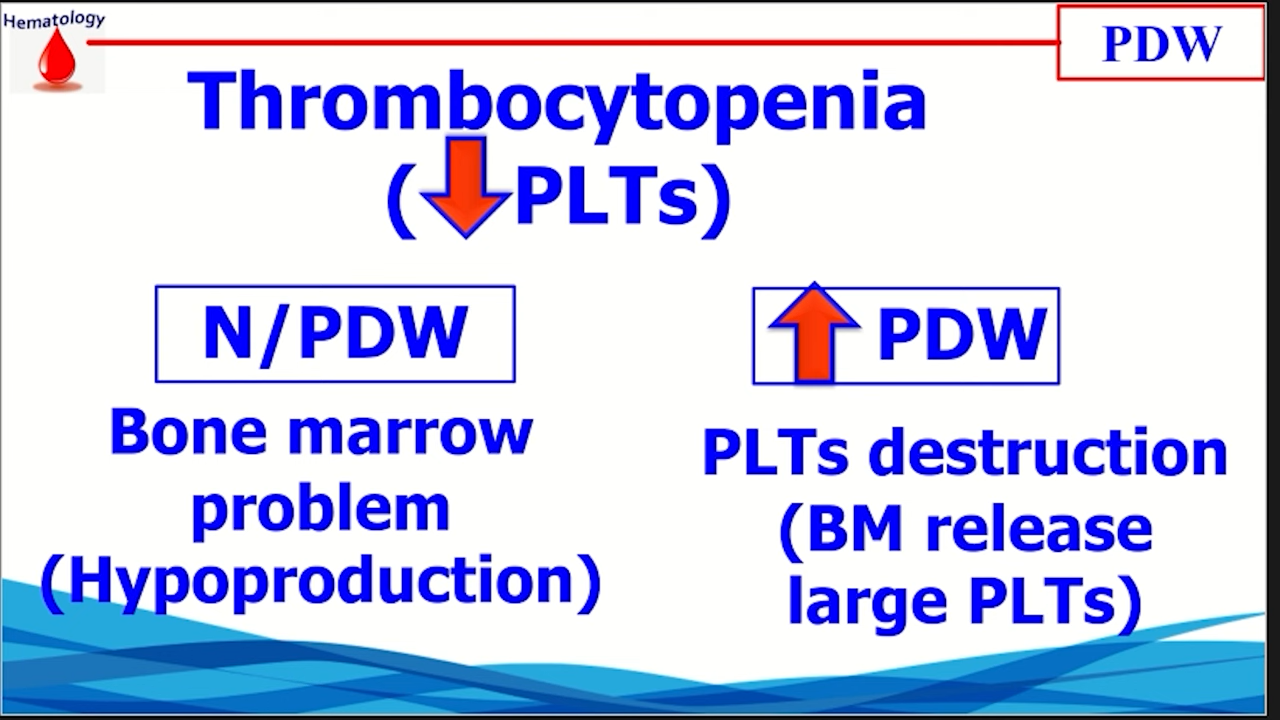 Hematology
PDW
Thrombocytopenia
(PLTs)
N/PDW
Bone marrow
problem
(Hypoproduction)
PDW
PLTs destruction
(BM release
large PLTs)